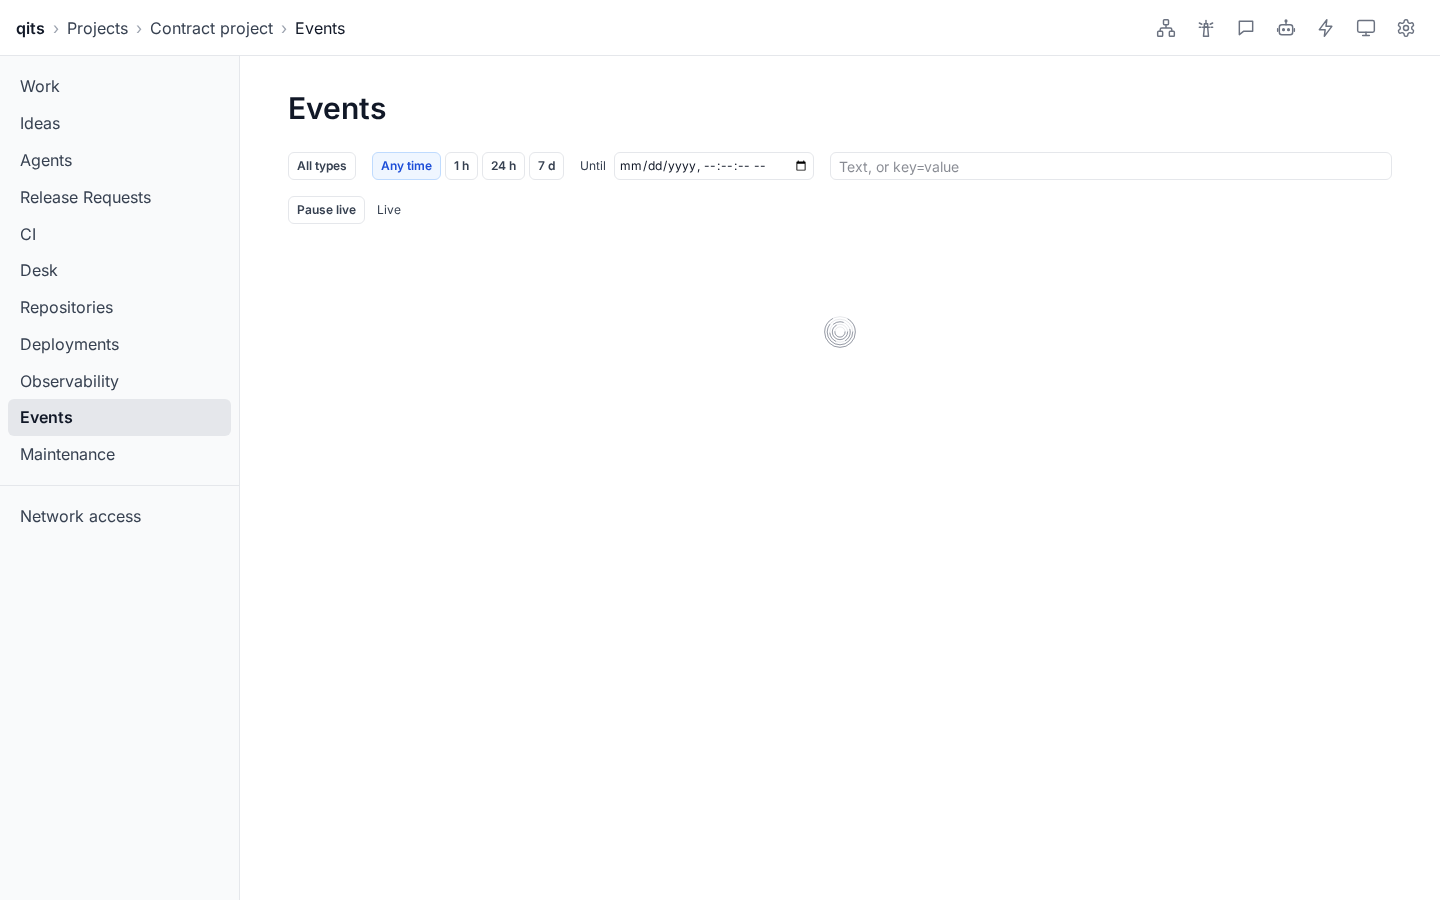 qits › Projects › Contract project › Events
Work
Ideas
Agents
Release Requests
CI
Desk
Repositories
Deployments
Observability
Events
Maintenance
Network access
Events
All types Any time 1 h 24 h 7 d Until mm/dd/yyyy, --:--:-- -- Text, or key=value
Pause live Live